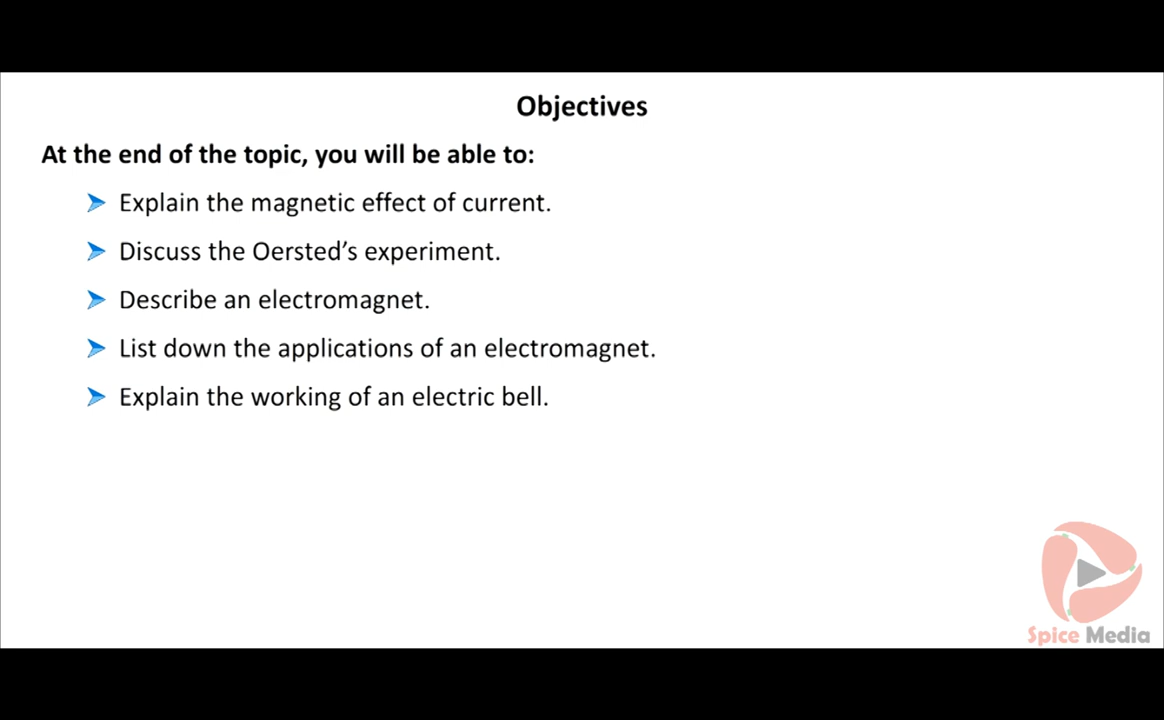 Objectives
At the end of the topic, you will be able to:
Explain the magnetic effect of current.
Discuss the Oersted’s experiment.
Describe an electromagnet.
List down the applications of an electromagnet.
Explain the working of an electric bell.
Spice Media